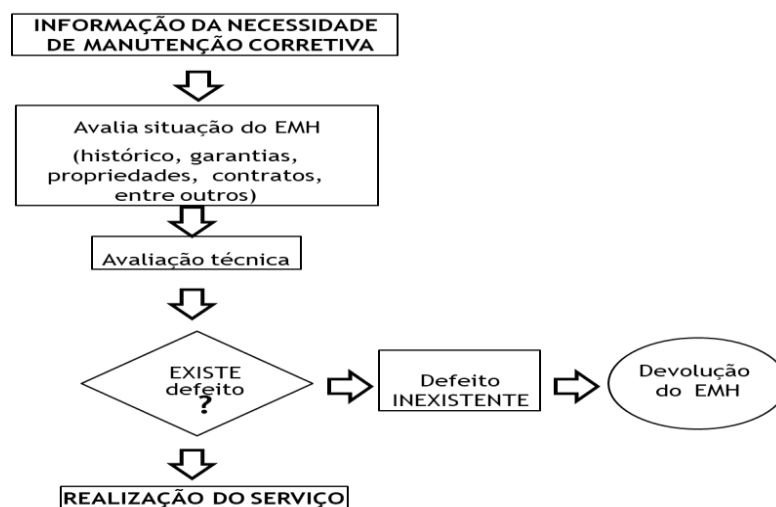 INFORMAÇÃO DA NECESSIDADE
DE MANUTENÇÃO CORRETIVA
Avalia situação do EMH
(histórico, garantias,
propriedades, contratos,
entre outros)
Avaliação técnica
EXISTE
defeito
?
Defeito
INEXISTENTE
Devolução
do EMH
REALIZAÇÃO DO SERVIÇO